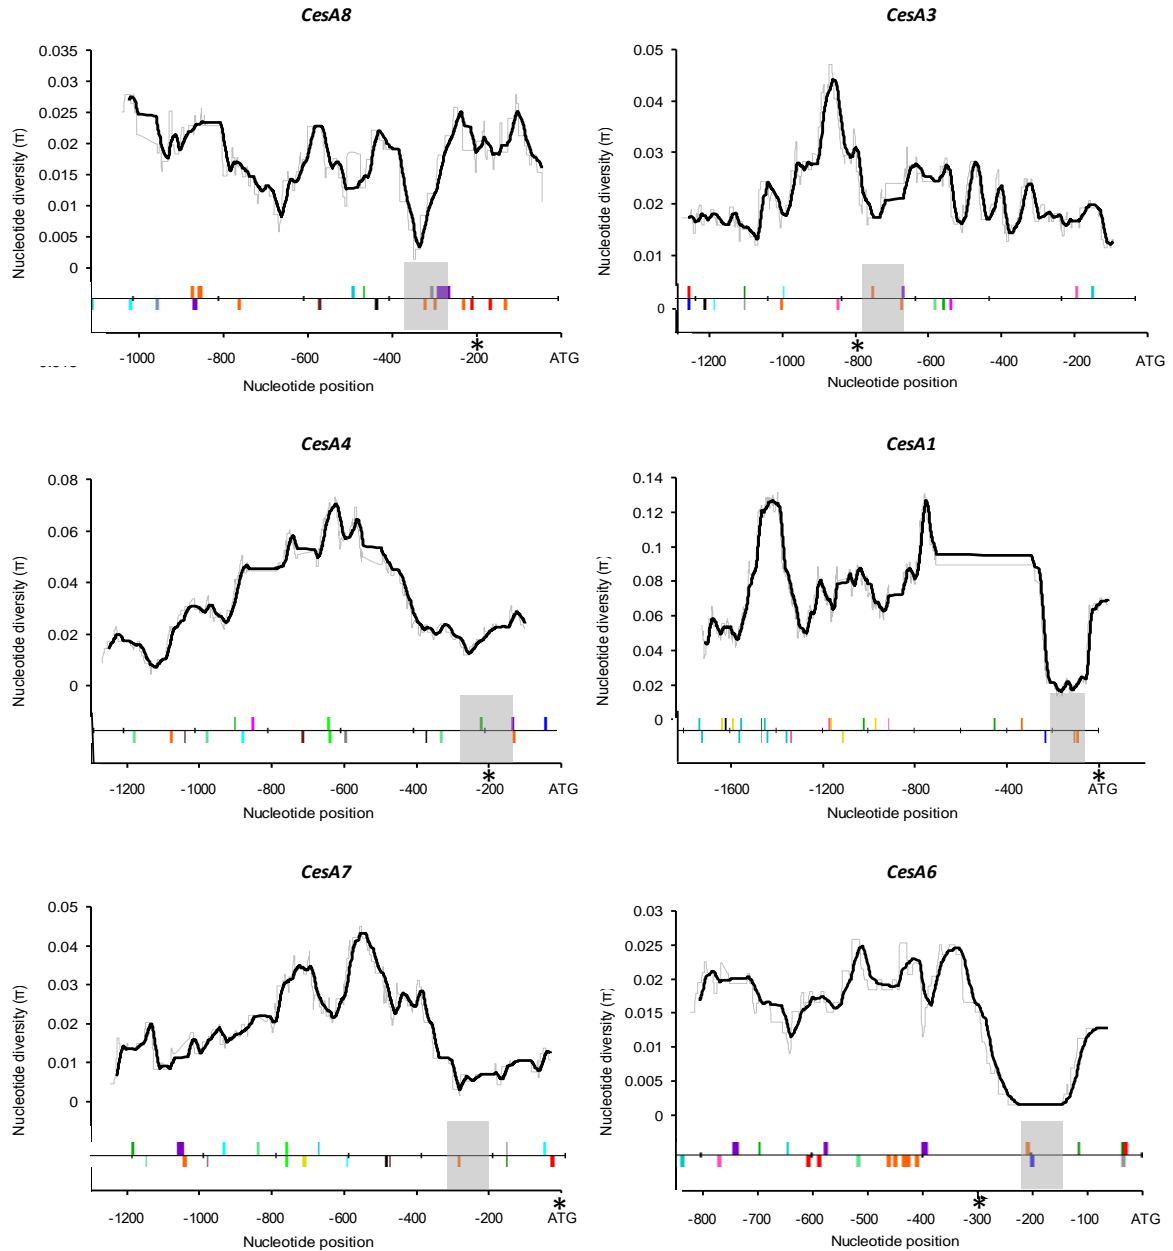 CesA8
Nucleotide diversity (π)
0.035
0.03
0.025
0.02
0.015
0.01
0.005
0
-1000 -800 -600 -400 -200 ATG
*
Nucleotide position
CesA3
Nucleotide diversity (π)
0.05
0.04
0.03
0.02
0.01
0
-1200 -1000 -800 -600 -400 -200 ATG
*
Nucleotide position
CesA4
Nucleotide diversity (π)
0.08
0.06
0.04
0.02
0
-1200 -1000 -800 -600 -400 -200 ATG
*
Nucleotide position
CesA1
Nucleotide diversity (π)
0.14
0.12
0.1
0.08
0.06
0.04
0.02
0
-1600 -1200 -1000 -800 -400 ATG
*
Nucleotide position
CesA7
Nucleotide diversity (π)
0.05
0.04
0.03
0.02
0.01
0
-1200 -1000 -800 -600 -400 -200 ATG
*
Nucleotide position
CesA6
Nucleotide diversity (π)
0.03
0.025
0.02
0.015
0.01
0.005
0
-800 -700 -600 -500 -400 -300 -200 -100 ATG
*
Nucleotide position